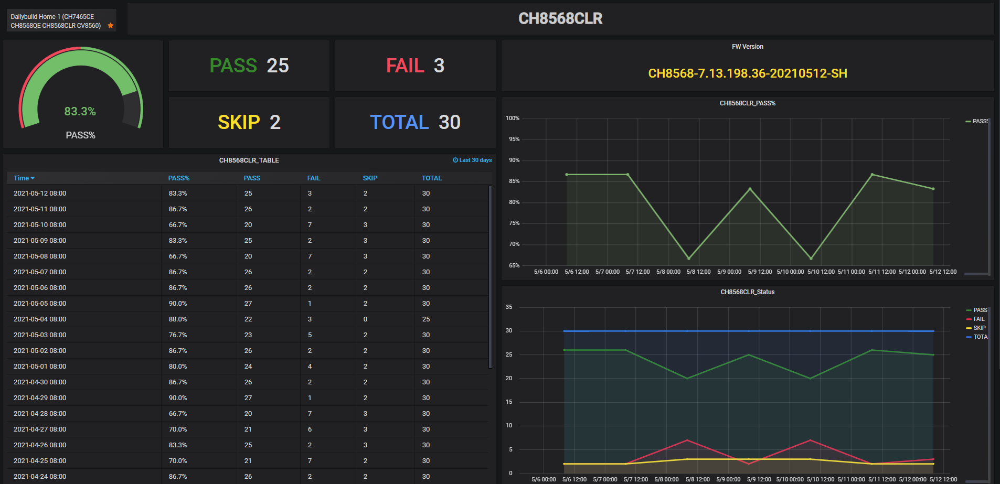 Dailybuild Home-1 (CH7465CE
CH8568QE CH8568CLR CV8560)
CH8568CLR
83.3%
PASS%
PASS 25
FAIL 3
SKIP 2
TOTAL 30
FW Version
CH8568-7.13.198.36-20210512-SH
CH8568CLR_TABLE
Last 30 days
Time PASS% PASS FAIL SKIP TOTAL
2021-05-12 08:00 83.3% 25 3 2 30
2021-05-11 08:00 86.7% 26 2 2 30
2021-05-10 08:00 66.7% 20 7 3 30
2021-05-09 08:00 83.3% 25 2 3 30
2021-05-08 08:00 66.7% 20 7 3 30
2021-05-07 08:00 86.7% 26 2 2 30
2021-05-06 08:00 86.7% 26 2 2 30
2021-05-05 08:00 90.0% 27 1 2 30
2021-05-04 08:00 88.0% 22 3 0 25
2021-05-03 08:00 76.7% 23 5 2 30
2021-05-02 08:00 86.7% 26 2 2 30
2021-05-01 08:00 80.0% 24 4 2 30
2021-04-30 08:00 86.7% 26 2 2 30
2021-04-29 08:00 90.0% 27 1 2 30
2021-04-28 08:00 66.7% 20 7 3 30
2021-04-27 08:00 70.0% 21 6 3 30
2021-04-26 08:00 83.3% 25 2 3 30
2021-04-25 08:00 70.0% 21 7 2 30
2021-04-24 08:00 86.7% 26 2 2 30
CH8568CLR_PASS%
100%
95%
90%
85%
80%
75%
70%
65%
5/6 00:00 5/6 12:00 5/7 00:00 5/7 12:00 5/8 00:00 5/8 12:00 5/9 00:00 5/9 12:00 5/10 00:00 5/10 12:00 5/11 00:00 5/11 12:00 5/12 00:00 5/12 12:00
PASS%
CH8568CLR_Status
35
30
25
20
15
10
5
0
5/6 00:00 5/6 12:00 5/7 00:00 5/7 12:00 5/8 00:00 5/8 12:00 5/9 00:00 5/9 12:00 5/10 00:00 5/10 12:00 5/11 00:00 5/11 12:00 5/12 00:00 5/12 12:00
PASS
FAIL
SKIP
TOTA